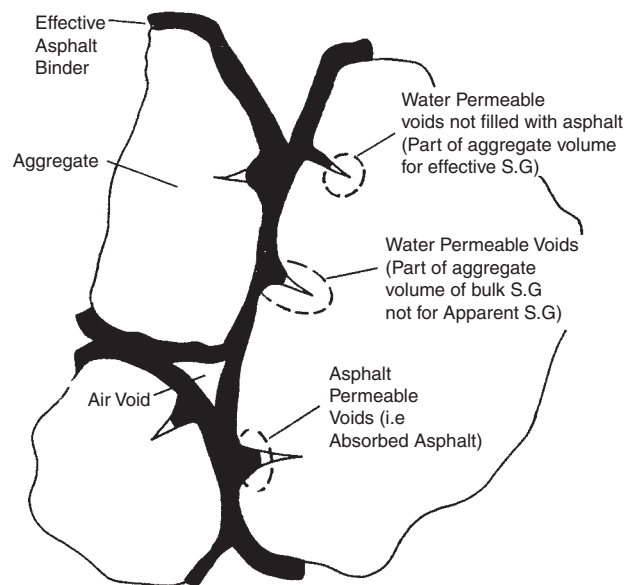 Effective
Asphalt
Binder
Aggregate
Water Permeable
voids not filled with asphalt
(Part of aggregate volume
for effective S.G)
Water Permeable Voids
(Part of aggregate
volume of bulk S.G
not for Apparent S.G)
Air Void
Asphalt
Permeable
Voids (i.e
Absorbed Asphalt)